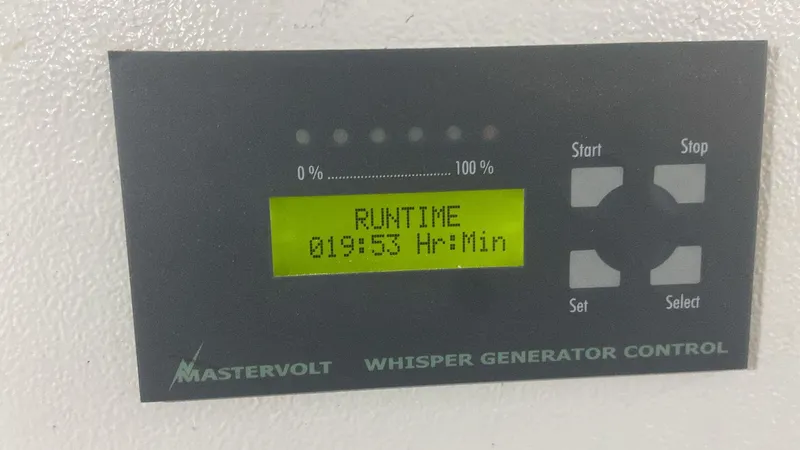 0 % ........................................ 100 %
RUNTIME
019:53 Hr:Min
Start
Stop
Set
Select
MASTERVOLT
WHISPER GENERATOR CONTROL